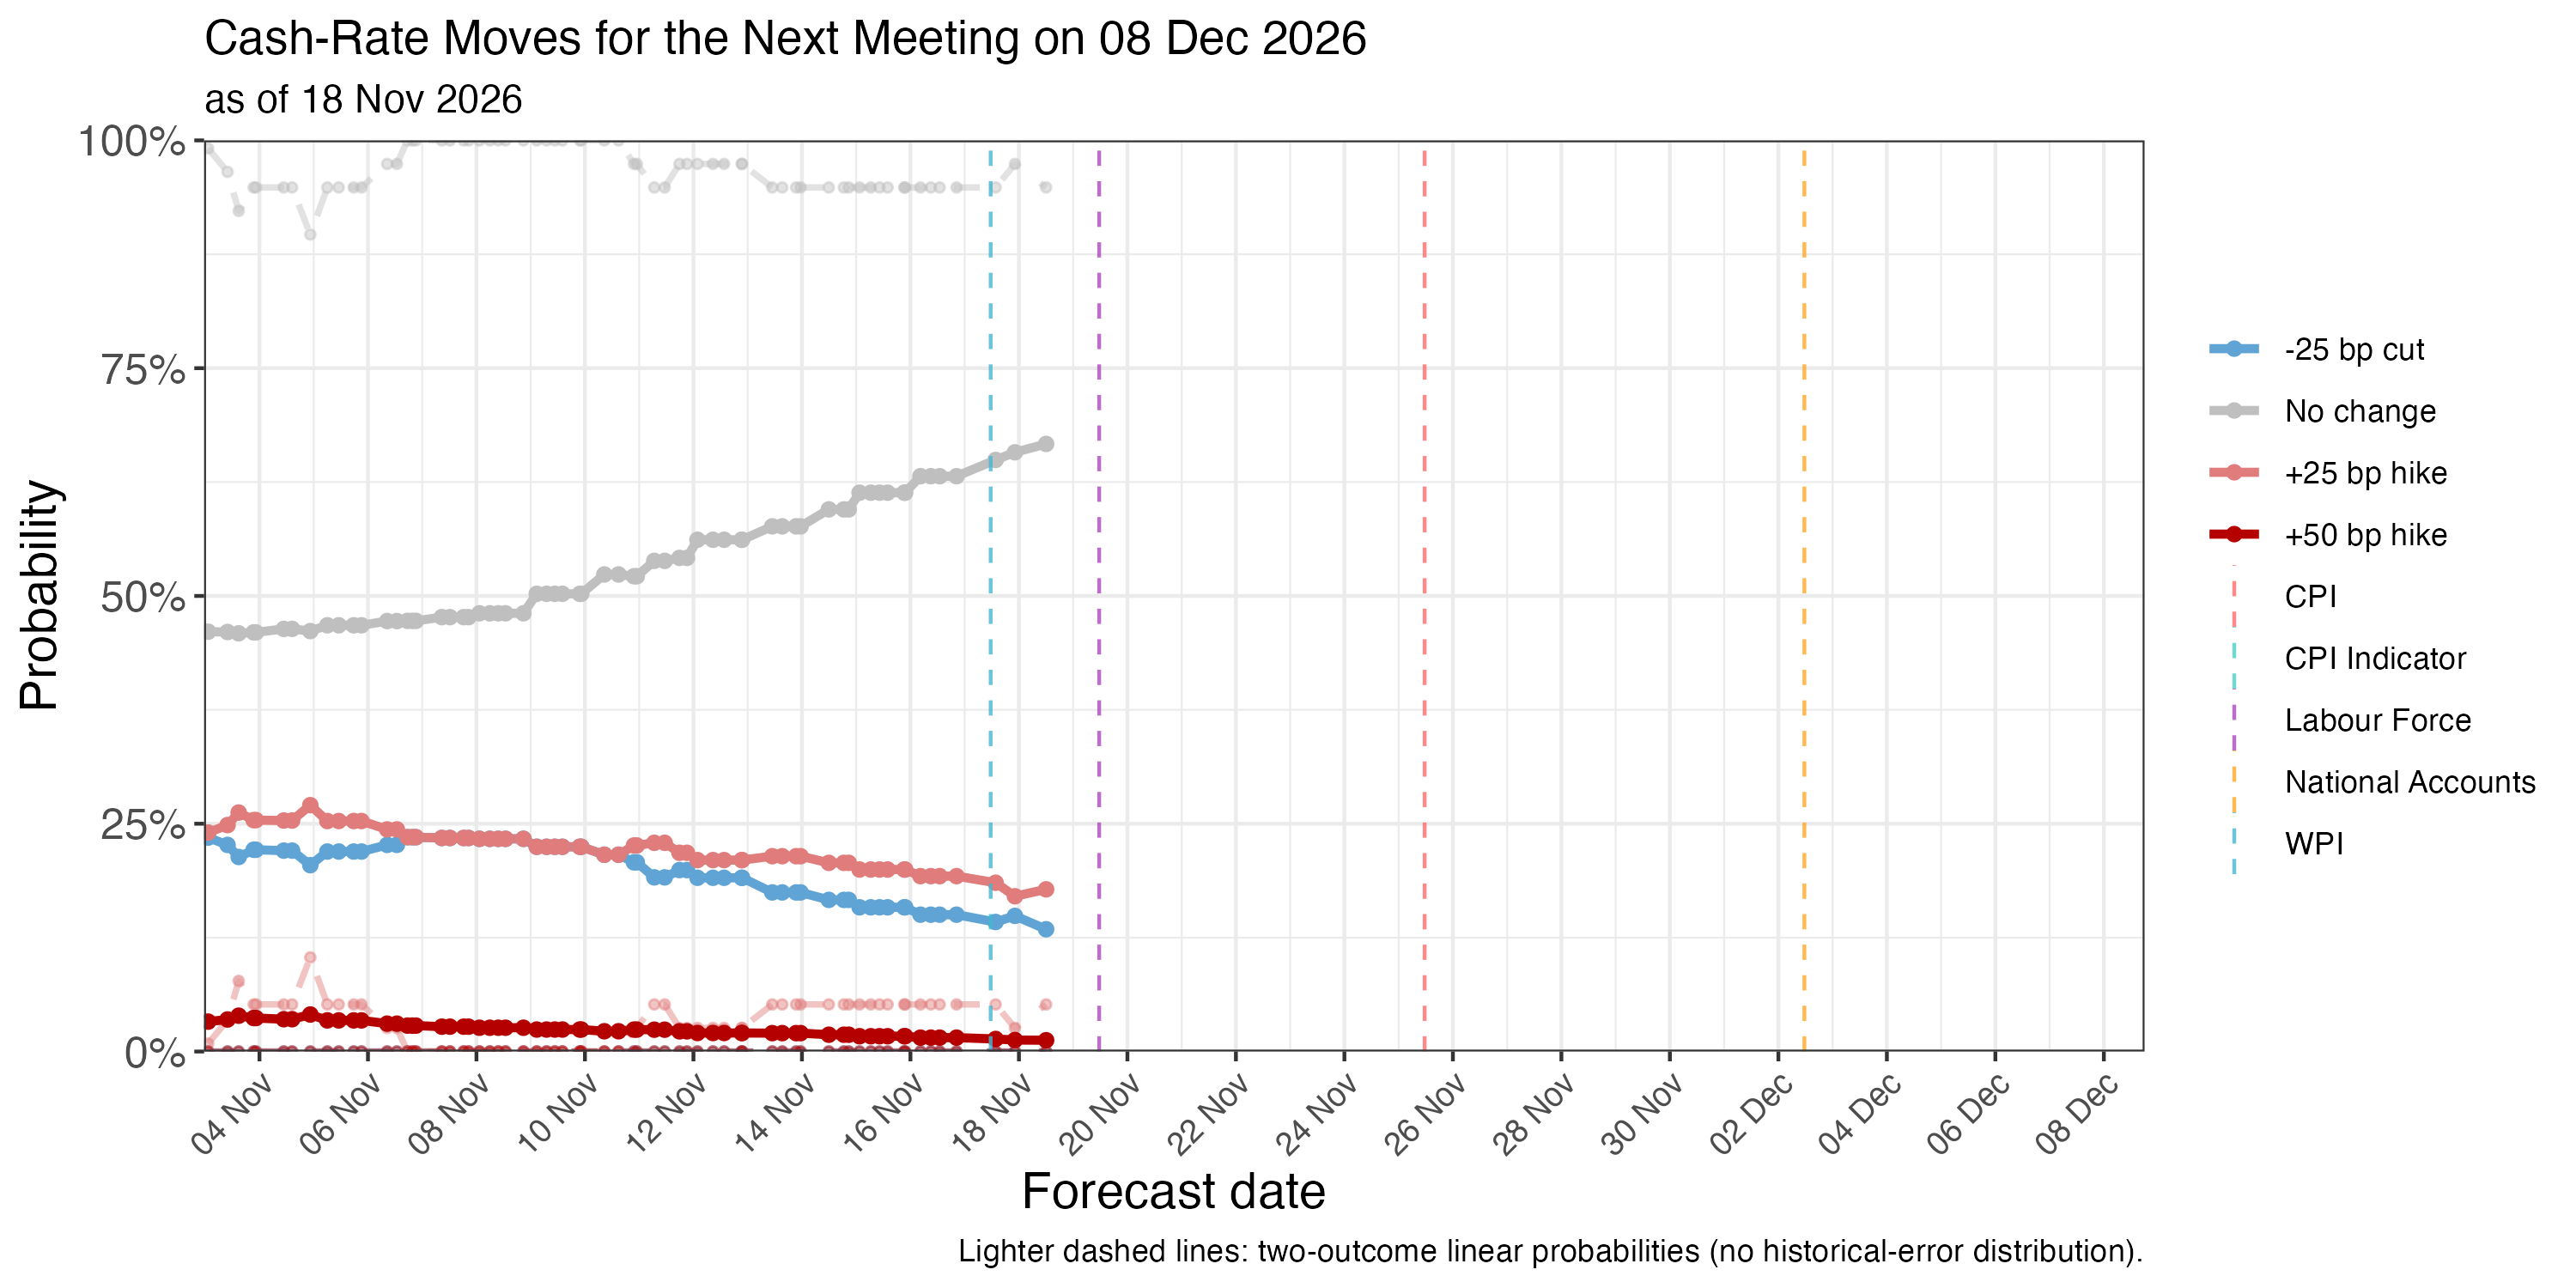 Cash-Rate Moves for the Next Meeting on 08 Dec 2026
as of 18 Nov 2026
100%
75%
50%
25%
0%
Probability
04 Nov
06 Nov
08 Nov
10 Nov
12 Nov
14 Nov
16 Nov
18 Nov
20 Nov
22 Nov
24 Nov
26 Nov
28 Nov
30 Nov
02 Dec
04 Dec
06 Dec
08 Dec
Forecast date
-25 bp cut
No change
+25 bp hike
+50 bp hike
CPI
CPI Indicator
Labour Force
National Accounts
WPI
Lighter dashed lines: two-outcome linear probabilities (no historical-error distribution).